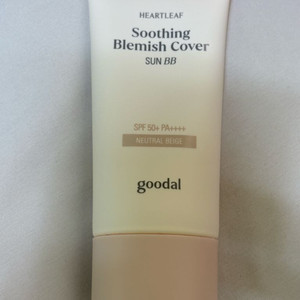 HEARTLEAF
Soothing
Blemish Cover
SUN BB
SPF 50+ PA++++
NEUTRAL BEIGE
goodal